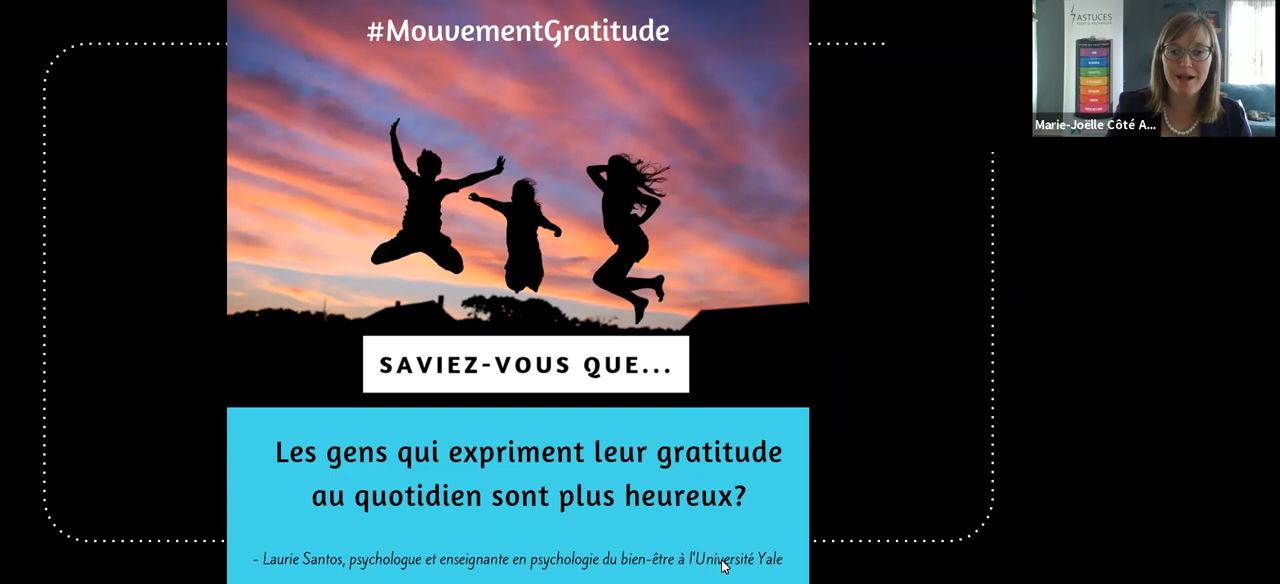 #MouvementGratitude
SAVIEZ-VOUS QUE...
Les gens qui expriment leur gratitude
au quotidien sont plus heureux?
- Laurie Santos, psychologue et enseignante en psychologie du bien-être à l'Université Yale
7 ASTUCES
Marie-Joëlle Côté A...